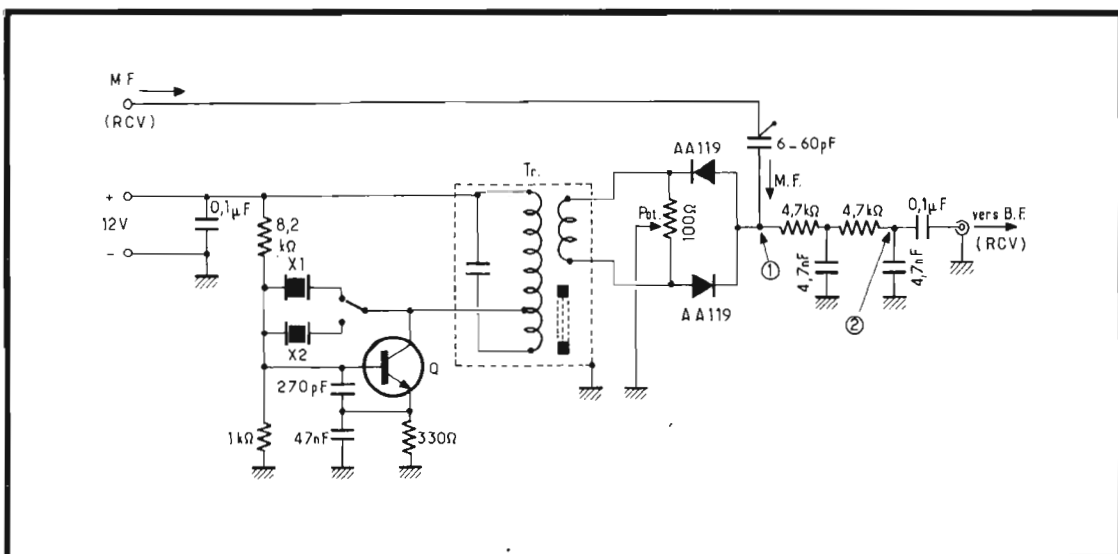 M.F.
(RCV)
+
12V
-
0,1µF
8,2
kΩ
X1
X2
270pF
Q
1kΩ
47nF
330Ω
Tr.
AA119
Pot.
100Ω
AA119
6-60pF
M.F.
①
4,7kΩ
4,7kΩ
0,1µF
vers B.F.
(RCV)
4,7nF
②
4,7nF